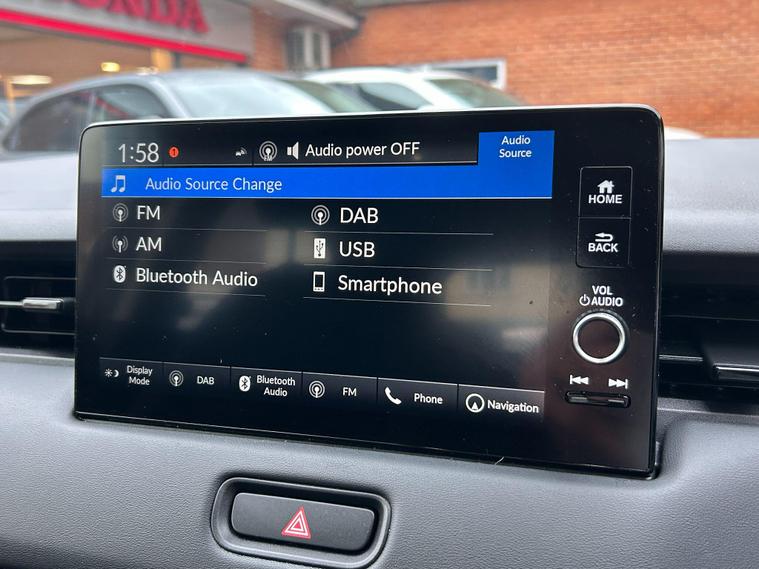 HONDA
1:58
1
Audio power OFF
Audio
Source
Audio Source Change
FM
DAB
AM
USB
Bluetooth Audio
Smartphone
HOME
BACK
VOL
AUDIO
Display
Mode
DAB
Bluetooth
Audio
FM
Phone
Navigation